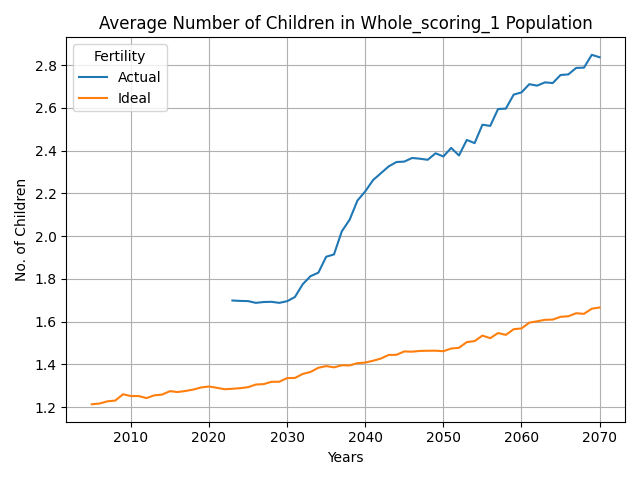 Average Number of Children in Whole_scoring_1 Population
Fertility
Actual
Ideal
No. of Children
2.8
2.6
2.4
2.2
2.0
1.8
1.6
1.4
1.2
2010 2020 2030 2040 2050 2060 2070
Years